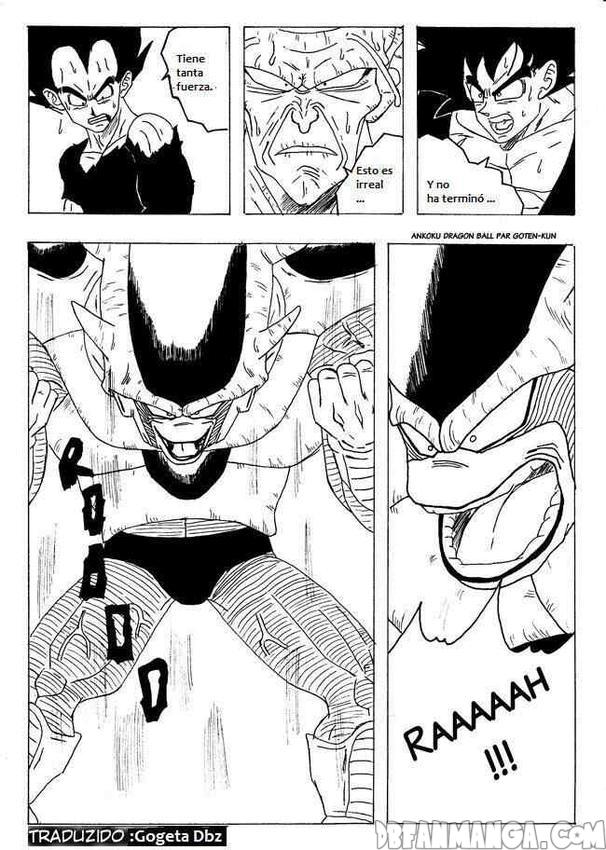 Tiene
tanta
fuerza.
Esto es
irreal
...
Y no
ha terminó ...
ANKOKU DRAGON BALL PAR GOTEN-KUN
ROOOOO
RAAAAAH
!!!
TRADUZIDO :Gogeta Dbz
DBFANMANGA.COM